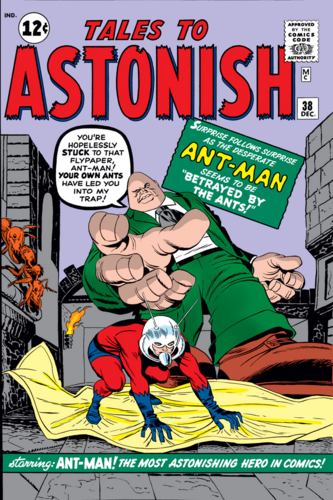 IND.
12¢
TALES TO
ASTONISH
APPROVED
BY THE
COMICS
CODE
AUTHORITY
M
C
38
DEC.
YOU'RE
HOPELESSLY
STUCK TO THAT
FLYPAPER,
ANT-MAN!
YOUR OWN ANTS
HAVE LED YOU
INTO MY
TRAP!
SURPRISE FOLLOWS SURPRISE
AS THE DESPERATE
ANT-MAN
SEEMS TO BE
"BETRAYED BY
THE ANTS!"
starring: ANT-MAN! THE MOST ASTONISHING HERO IN COMICS!